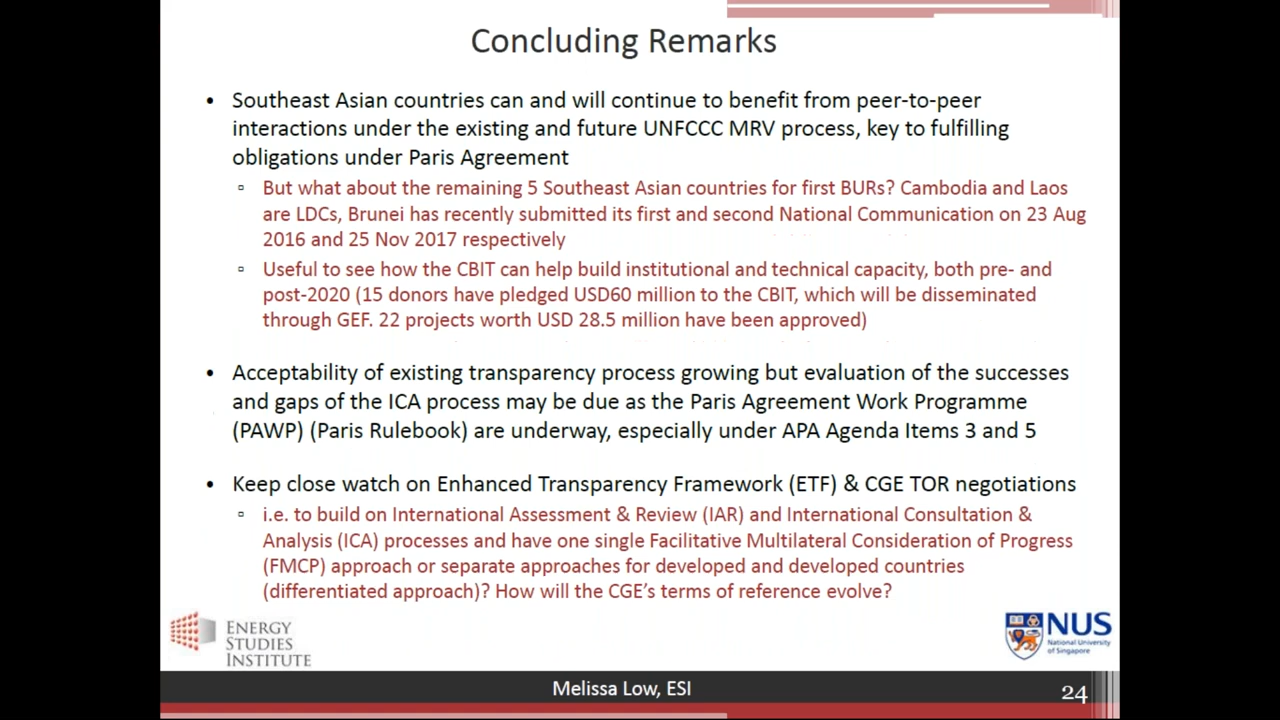 Concluding Remarks
• Southeast Asian countries can and will continue to benefit from peer-to-peer
interactions under the existing and future UNFCCC MRV process, key to fulfilling
obligations under Paris Agreement
▫ But what about the remaining 5 Southeast Asian countries for first BURs? Cambodia and Laos
are LDCs, Brunei has recently submitted its first and second National Communication on 23 Aug
2016 and 25 Nov 2017 respectively
▫ Useful to see how the CBIT can help build institutional and technical capacity, both pre- and
post-2020 (15 donors have pledged USD60 million to the CBIT, which will be disseminated
through GEF. 22 projects worth USD 28.5 million have been approved)
• Acceptability of existing transparency process growing but evaluation of the successes
and gaps of the ICA process may be due as the Paris Agreement Work Programme
(PAWP) (Paris Rulebook) are underway, especially under APA Agenda Items 3 and 5
• Keep close watch on Enhanced Transparency Framework (ETF) & CGE TOR negotiations
▫ i.e. to build on International Assessment & Review (IAR) and International Consultation &
Analysis (ICA) processes and have one single Facilitative Multilateral Consideration of Progress
(FMCP) approach or separate approaches for developed and developed countries
(differentiated approach)? How will the CGE's terms of reference evolve?
ENERGY
STUDIES
INSTITUTE
NUS
National University
of Singapore
Melissa Low, ESI
24